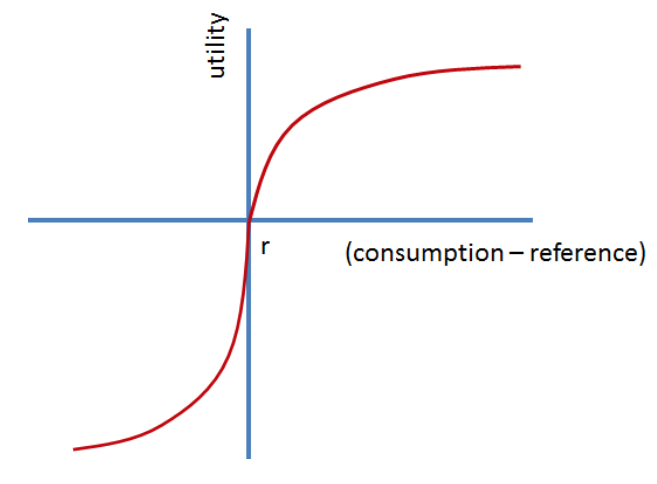 utility
r
(consumption – reference)